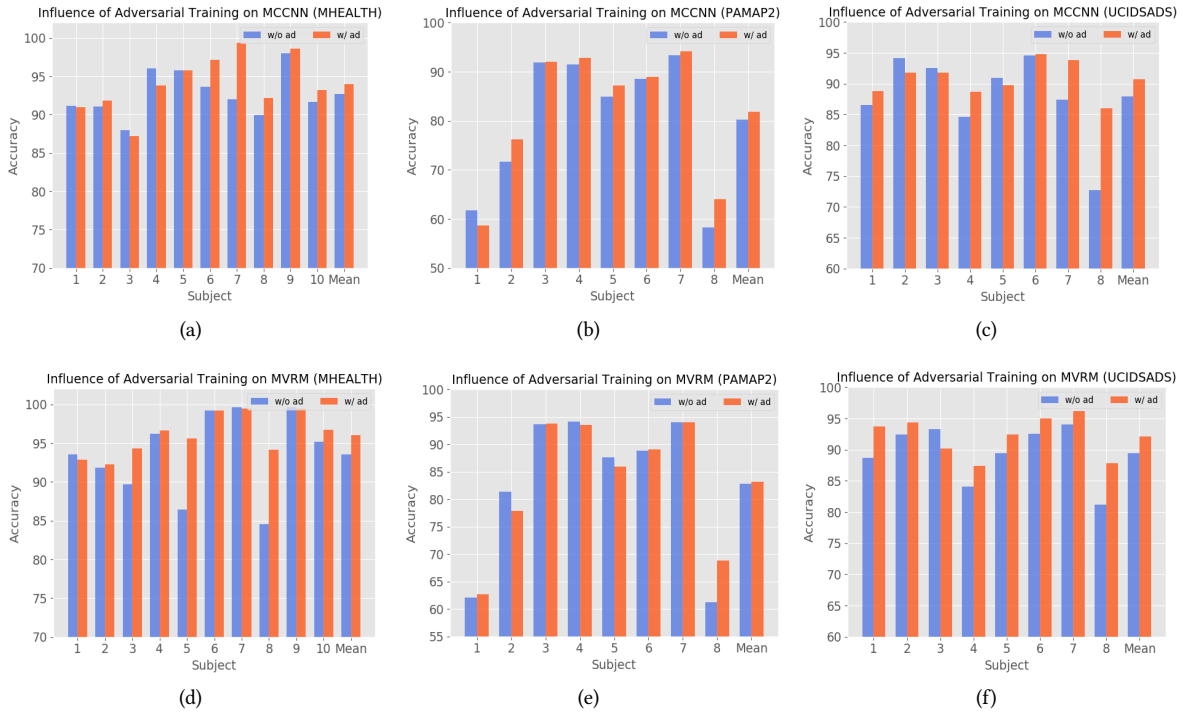 Influence of Adversarial Training on MCCNN (MHEALTH)
w/o ad
w/ ad
100
95
90
85
80
75
70
Accuracy
1 2 3 4 5 6 7 8 9 10 Mean
Subject
(a)
Influence of Adversarial Training on MCCNN (PAMAP2)
w/o ad
w/ ad
100
90
80
70
60
50
Accuracy
1 2 3 4 5 6 7 8 Mean
Subject
(b)
Influence of Adversarial Training on MCCNN (UCIDSADS)
w/o ad
w/ ad
100
95
90
85
80
75
70
65
60
Accuracy
1 2 3 4 5 6 7 8 Mean
Subject
(c)
Influence of Adversarial Training on MVRM (MHEALTH)
w/o ad
w/ ad
100
95
90
85
80
75
70
Accuracy
1 2 3 4 5 6 7 8 9 10 Mean
Subject
(d)
Influence of Adversarial Training on MVRM (PAMAP2)
w/o ad
w/ ad
100
95
90
85
80
75
70
65
60
55
Accuracy
1 2 3 4 5 6 7 8 Mean
Subject
(e)
Influence of Adversarial Training on MVRM (UCIDSADS)
w/o ad
w/ ad
100
95
90
85
80
75
70
65
60
Accuracy
1 2 3 4 5 6 7 8 Mean
Subject
(f)